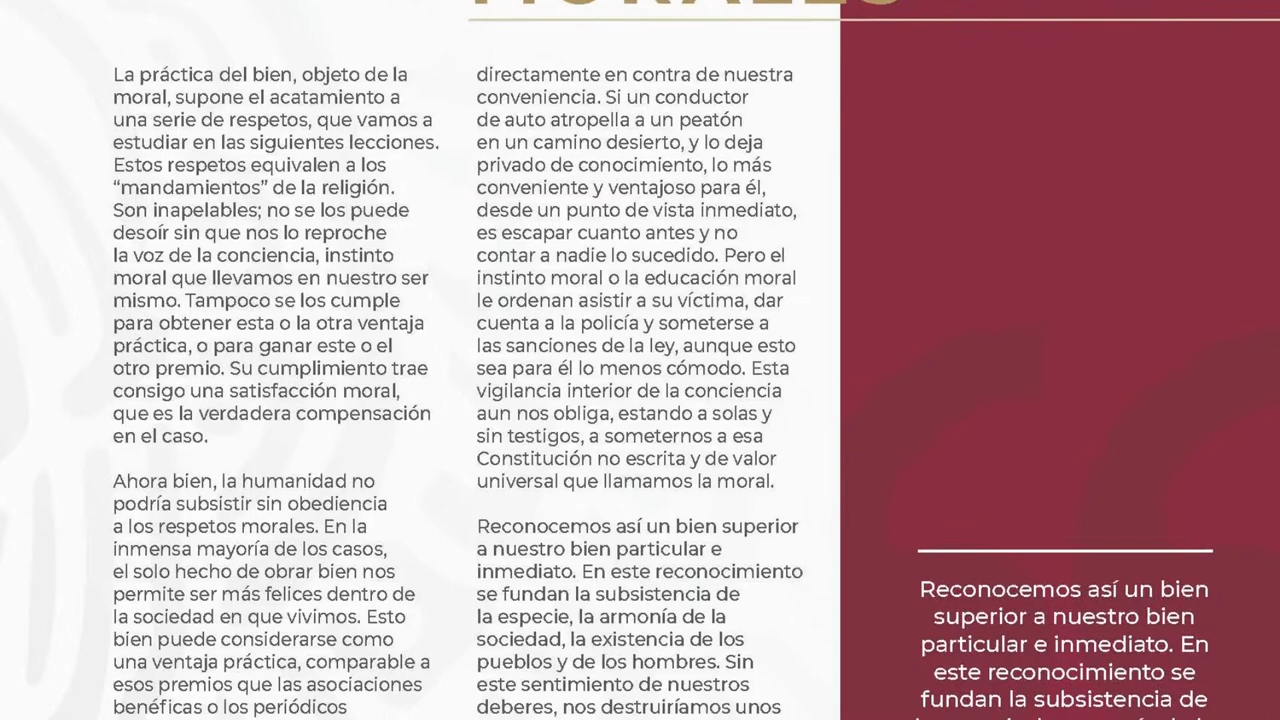 La práctica del bien, objeto de la
moral, supone el acatamiento a
una serie de respetos, que vamos a
estudiar en las siguientes lecciones.
Estos respetos equivalen a los
“mandamientos” de la religión.
Son inapelables; no se los puede
desoír sin que nos lo reproche
la voz de la conciencia, instinto
moral que llevamos en nuestro ser
mismo. Tampoco se los cumple
para obtener esta o la otra ventaja
práctica, o para ganar este o el
otro premio. Su cumplimiento trae
consigo una satisfacción moral,
que es la verdadera compensación
en el caso.
Ahora bien, la humanidad no
podría subsistir sin obediencia
a los respetos morales. En la
inmensa mayoría de los casos,
el solo hecho de obrar bien nos
permite ser más felices dentro de
la sociedad en que vivimos. Esto
bien puede considerarse como
una ventaja práctica, comparable a
esos premios que las asociaciones
benéficas o los periódicos
directamente en contra de nuestra
conveniencia. Si un conductor
de auto atropella a un peatón
en un camino desierto, y lo deja
privado de conocimiento, lo más
conveniente y ventajoso para él,
desde un punto de vista inmediato,
es escapar cuanto antes y no
contar a nadie lo sucedido. Pero el
instinto moral o la educación moral
le ordenan asistir a su víctima, dar
cuenta a la policía y someterse a
las sanciones de la ley, aunque esto
sea para él lo menos cómodo. Esta
vigilancia interior de la conciencia
aun nos obliga, estando a solas y
sin testigos, a someternos a esa
Constitución no escrita y de valor
universal que llamamos la moral.
Reconocemos así un bien superior
a nuestro bien particular e
inmediato. En este reconocimiento
se fundan la subsistencia de
la especie, la armonía de la
sociedad, la existencia de los
pueblos y de los hombres. Sin
este sentimiento de nuestros
deberes, nos destruiríamos unos
Reconocemos así un bien
superior a nuestro bien
particular e inmediato. En
este reconocimiento se
fundan la subsistencia de